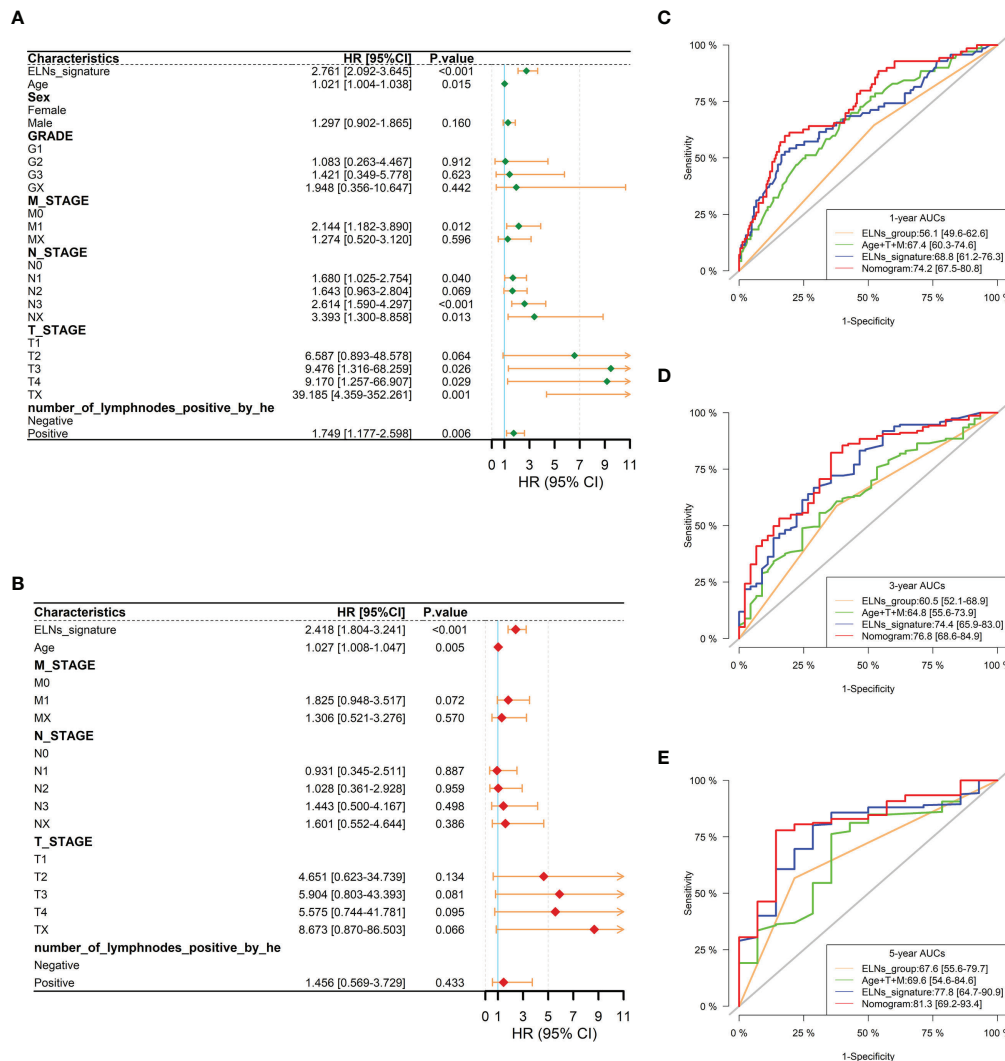 A
Characteristics HR [95%CI] P.value
ELNs_signature 2.761 [2.092-3.645] <0.001
Age 1.021 [1.004-1.038] 0.015
Sex
Female
Male 1.297 [0.902-1.865] 0.160
GRADE
G1
G2 1.083 [0.263-4.467] 0.912
G3 1.421 [0.349-5.778] 0.623
GX 1.948 [0.356-10.647] 0.442
M_STAGE
M0
M1 2.144 [1.182-3.890] 0.012
MX 1.274 [0.520-3.120] 0.596
N_STAGE
N0
N1 1.680 [1.025-2.754] 0.040
N2 1.643 [0.963-2.804] 0.069
N3 2.614 [1.590-4.297] <0.001
NX 3.393 [1.300-8.858] 0.013
T_STAGE
T1
T2 6.587 [0.893-48.578] 0.064
T3 9.476 [1.316-68.259] 0.026
T4 9.170 [1.257-66.907] 0.029
TX 39.185 [4.359-352.261] 0.001
number_of_lymphnodes_positive_by_he
Negative
Positive 1.749 [1.177-2.598] 0.006
0 1 3 5 7 9 11
HR (95% CI)
B
Characteristics HR [95%CI] P.value
ELNs_signature 2.418 [1.804-3.241] <0.001
Age 1.027 [1.008-1.047] 0.005
M_STAGE
M0
M1 1.825 [0.948-3.517] 0.072
MX 1.306 [0.521-3.276] 0.570
N_STAGE
N0
N1 0.931 [0.345-2.511] 0.887
N2 1.028 [0.361-2.928] 0.959
N3 1.443 [0.500-4.167] 0.498
NX 1.601 [0.552-4.644] 0.386
T_STAGE
T1
T2 4.651 [0.623-34.739] 0.134
T3 5.904 [0.803-43.393] 0.081
T4 5.575 [0.744-41.781] 0.095
TX 8.673 [0.870-86.503] 0.066
number_of_lymphnodes_positive_by_he
Negative
Positive 1.456 [0.569-3.729] 0.433
0 1 3 5 7 9 11
HR (95% CI)
C
100 %
75 %
50 %
25 %
0 %
Sensitivity
1-year AUCs
ELNs_group:56.1 [49.6-62.6]
Age+T+M:67.4 [60.3-74.6]
ELNs_signature:68.8 [61.2-76.3]
Nomogram:74.2 [67.5-80.8]
0 % 25 % 50 % 75 % 100 %
1-Specificity
D
100 %
75 %
50 %
25 %
0 %
Sensitivity
3-year AUCs
ELNs_group:60.5 [52.1-68.9]
Age+T+M:64.8 [55.6-73.9]
ELNs_signature:74.4 [65.9-83.0]
Nomogram:76.8 [68.6-84.9]
0 % 25 % 50 % 75 % 100 %
1-Specificity
E
100 %
75 %
50 %
25 %
0 %
Sensitivity
5-year AUCs
ELNs_group:67.6 [55.6-79.7]
Age+T+M:69.6 [54.6-84.6]
ELNs_signature:77.8 [64.7-90.9]
Nomogram:81.3 [69.2-93.4]
0 % 25 % 50 % 75 % 100 %
1-Specificity